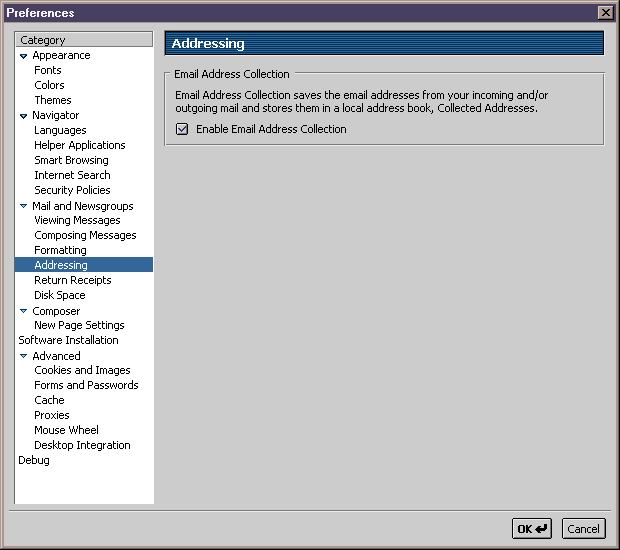 Preferences
Category
Appearance
Fonts
Colors
Themes
Navigator
Languages
Helper Applications
Smart Browsing
Internet Search
Security Policies
Mail and Newsgroups
Viewing Messages
Composing Messages
Formatting
Addressing
Return Receipts
Disk Space
Composer
New Page Settings
Software Installation
Advanced
Cookies and Images
Forms and Passwords
Cache
Proxies
Mouse Wheel
Desktop Integration
Debug
Addressing
Email Address Collection
Email Address Collection saves the email addresses from your incoming and/or
outgoing mail and stores them in a local address book, Collected Addresses.
Enable Email Address Collection
OK
Cancel